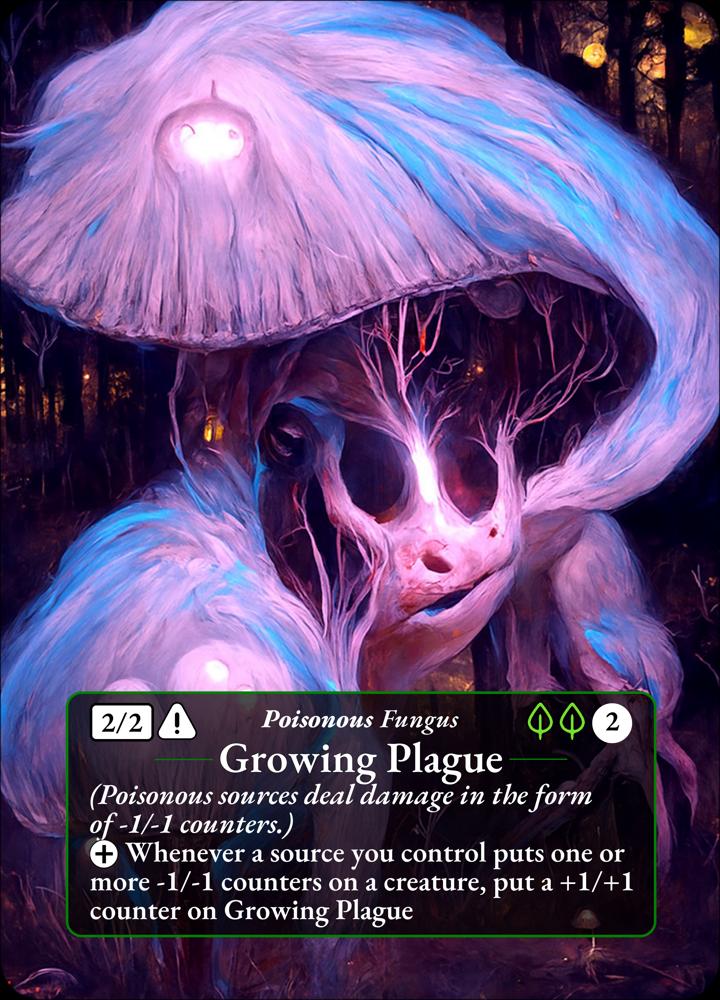 2/2 ! Poisonous Fungus 2
Growing Plague
(Poisonous sources deal damage in the form
of -1/-1 counters.)
+ Whenever a source you control puts one or
more -1/-1 counters on a creature, put a +1/+1
counter on Growing Plague